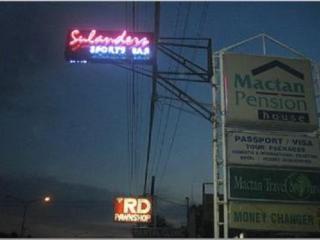 Sulanders
SPORTS BAR
Mactan
Pension
house
PASSPORT / VISA
TOUR PACKAGES
Mactan Travel
MONEY CHANGER
RD
PAWNSHOP